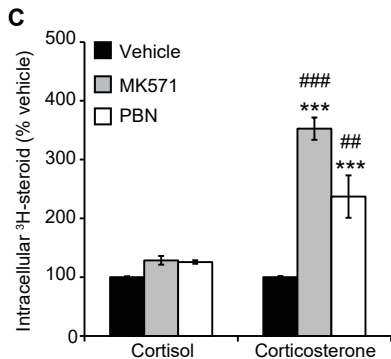 C
Intracellular ³H-steroid (% vehicle)
500
400
300
200
100
0
Vehicle
MK571
PBN
###
***
##
***
Cortisol
Corticosterone